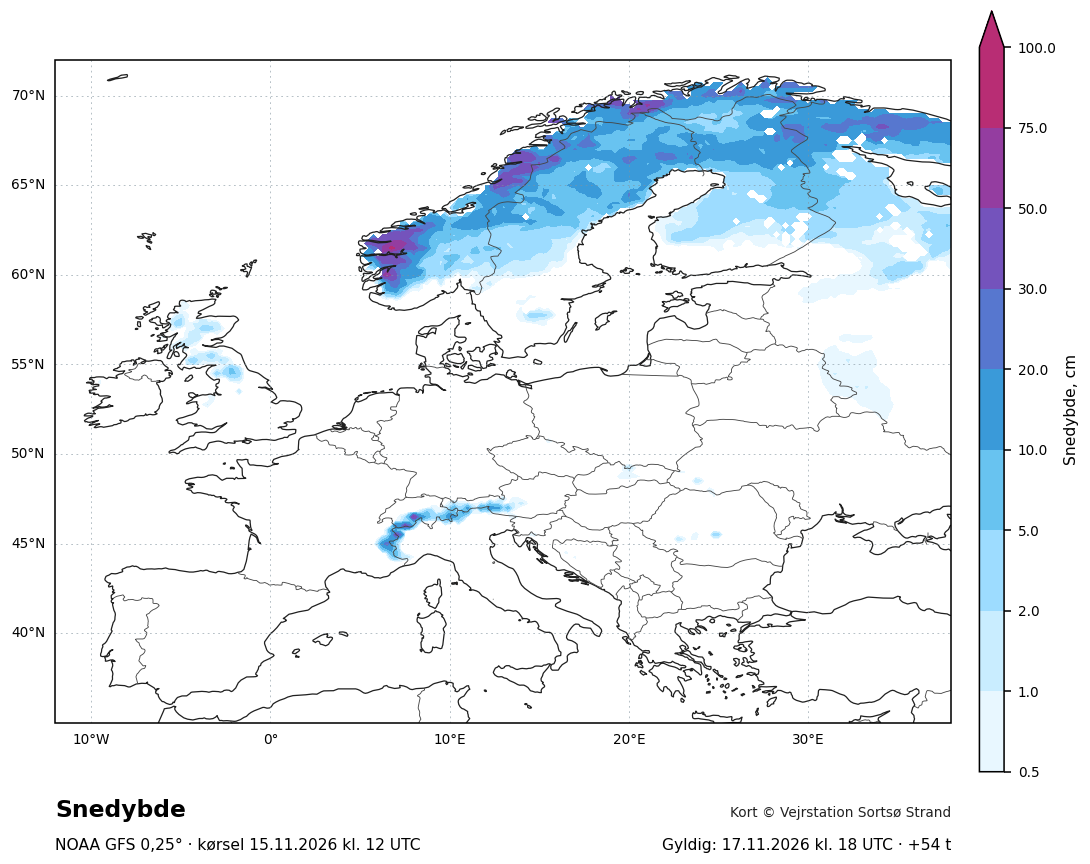 100.0
75.0
50.0
30.0
20.0
10.0
5.0
2.0
1.0
0.5
Snedybde, cm
70°N
65°N
60°N
55°N
50°N
45°N
40°N
10°W 0° 10°E 20°E 30°E
Snedybde
Kort © Vejrstation Sortsø Strand
NOAA GFS 0,25° · kørsel 15.11.2026 kl. 12 UTC
Gyldig: 17.11.2026 kl. 18 UTC · +54 t